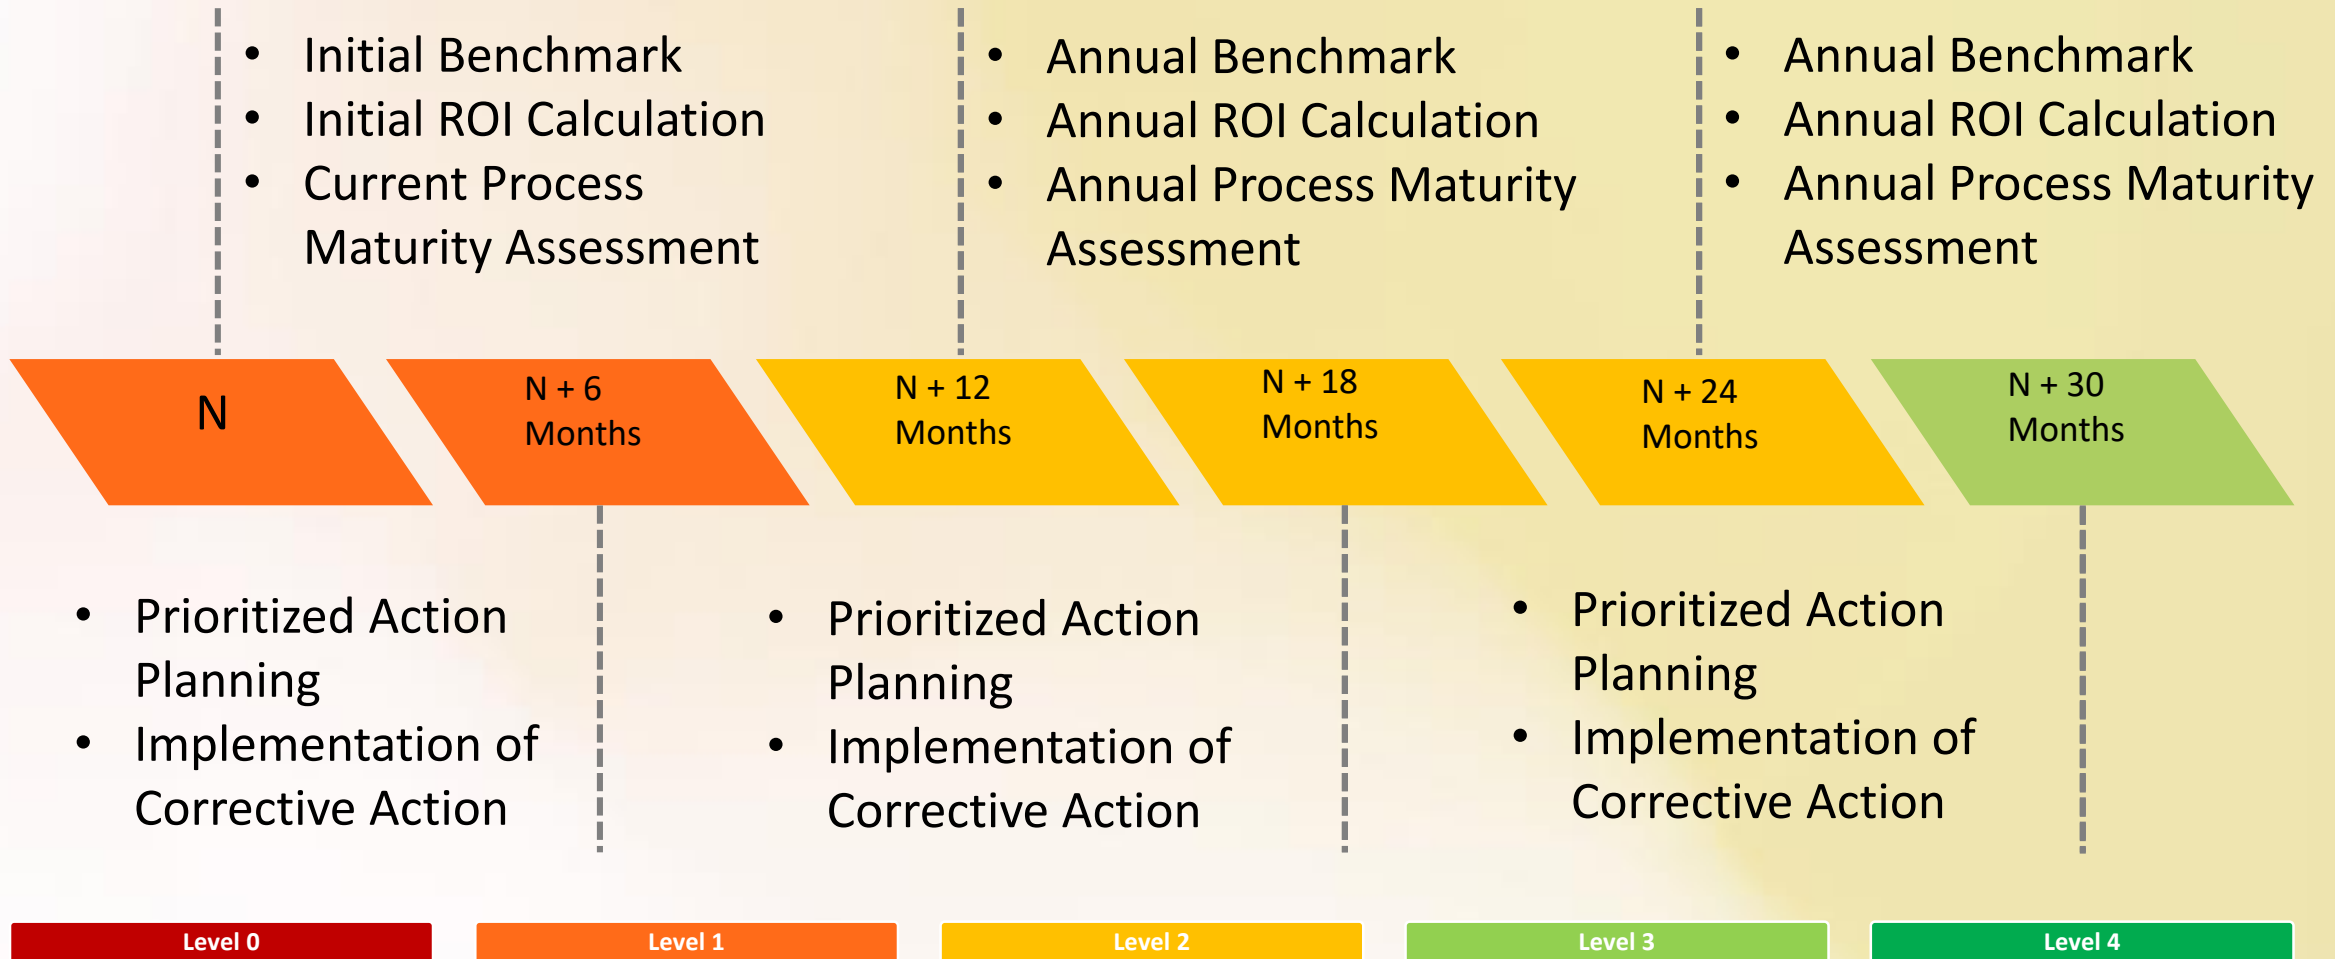 • Initial Benchmark
• Initial ROI Calculation
• Current Process
Maturity Assessment
• Annual Benchmark
• Annual ROI Calculation
• Annual Process Maturity
Assessment
• Annual Benchmark
• Annual ROI Calculation
• Annual Process Maturity
Assessment
N
N + 6
Months
N + 12
Months
N + 18
Months
N + 24
Months
N + 30
Months
• Prioritized Action
Planning
• Implementation of
Corrective Action
• Prioritized Action
Planning
• Implementation of
Corrective Action
• Prioritized Action
Planning
• Implementation of
Corrective Action
Level 0
Level 1
Level 2
Level 3
Level 4